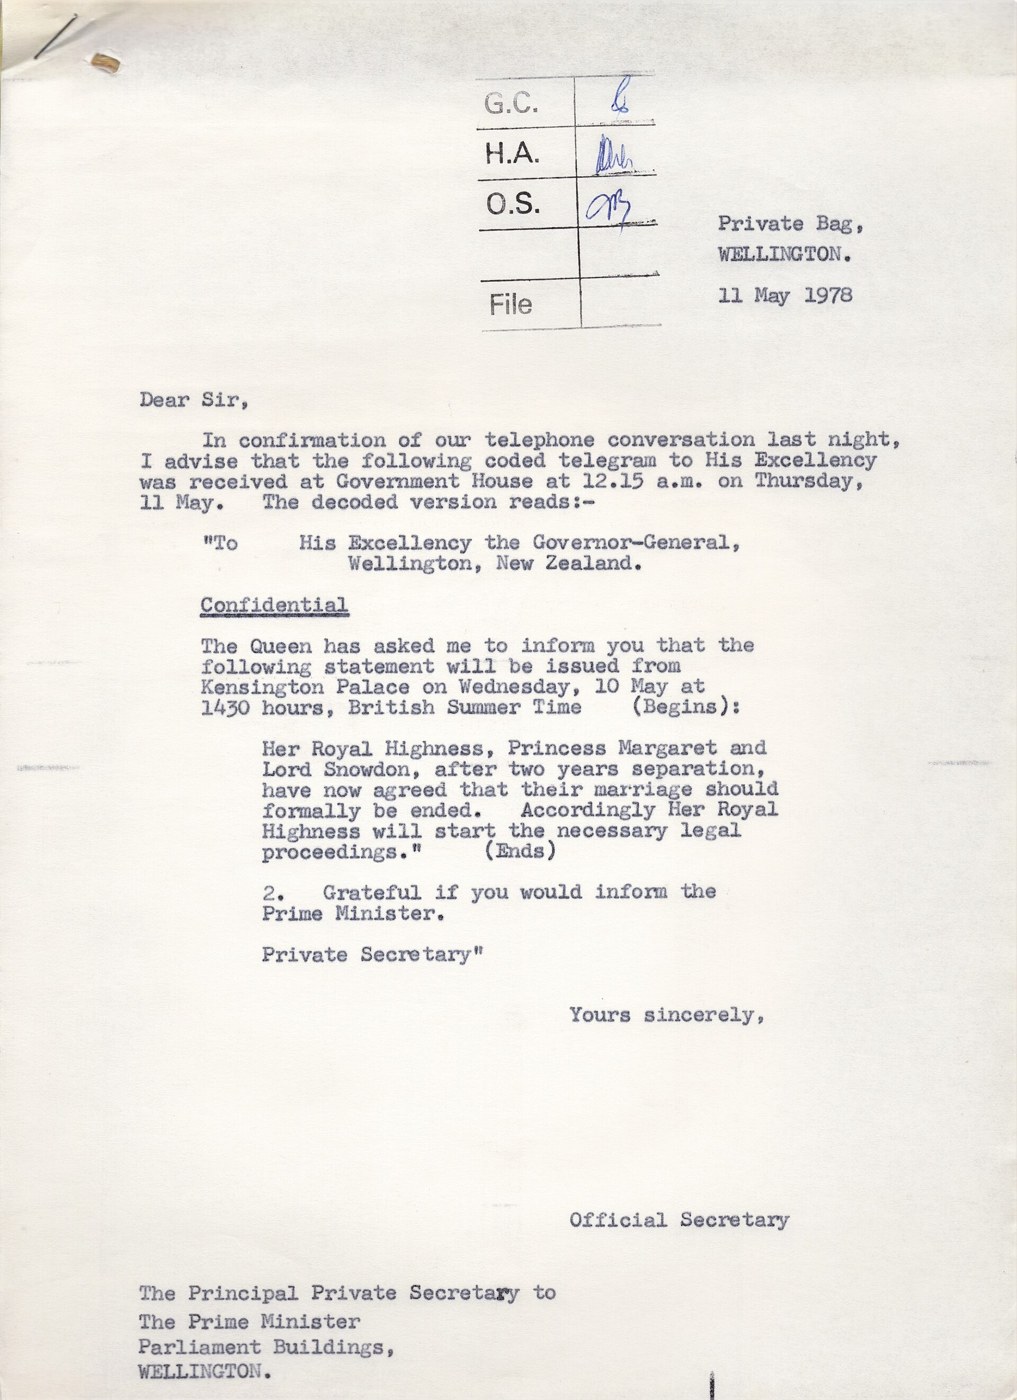 G.C.
H.A.
O.S.
File
Private Bag,
WELLINGTON.
11 May 1978
Dear Sir,
In confirmation of our telephone conversation last night,
I advise that the following coded telegram to His Excellency
was received at Government House at 12.15 a.m. on Thursday,
11 May. The decoded version reads:-
"To His Excellency the Governor-General,
Wellington, New Zealand.
Confidential
The Queen has asked me to inform you that the
following statement will be issued from
Kensington Palace on Wednesday, 10 May at
1430 hours, British Summer Time (Begins):
Her Royal Highness, Princess Margaret and
Lord Snowdon, after two years separation,
have now agreed that their marriage should
formally be ended. Accordingly Her Royal
Highness will start the necessary legal
proceedings." (Ends)
2. Grateful if you would inform the
Prime Minister.
Private Secretary"
Yours sincerely,
Official Secretary
The Principal Private Secretary to
The Prime Minister
Parliament Buildings,
WELLINGTON.